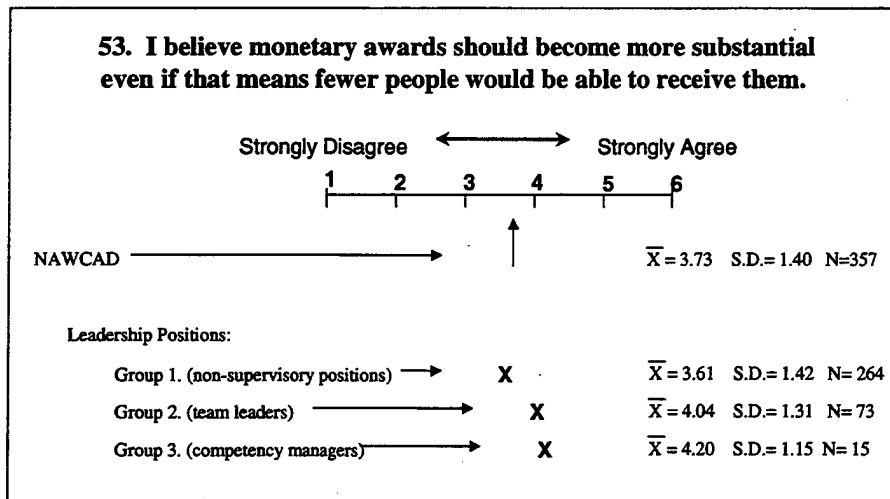 53. I believe monetary awards should become more substantial
even if that means fewer people would be able to receive them.
Strongly Disagree Strongly Agree
1 2 3 4 5 6
NAWCAD X̄ = 3.73 S.D.= 1.40 N=357
Leadership Positions:
Group 1. (non-supervisory positions) X X̄ = 3.61 S.D.= 1.42 N= 264
Group 2. (team leaders) X X̄ = 4.04 S.D.= 1.31 N= 73
Group 3. (competency managers) X X̄ = 4.20 S.D.= 1.15 N= 15